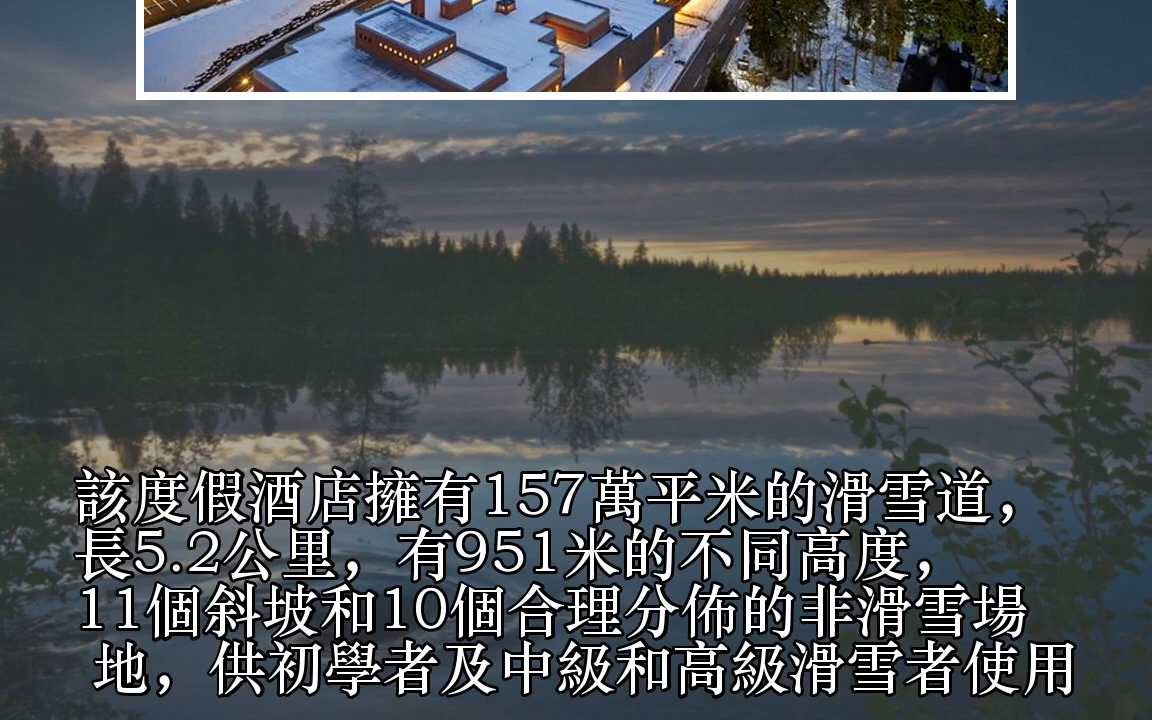 該度假酒店擁有157萬平米的滑雪道，
長5.2公里，有951米的不同高度，
11個斜坡和10個合理分佈的非滑雪場
地，供初學者及中級和高級滑雪者使用